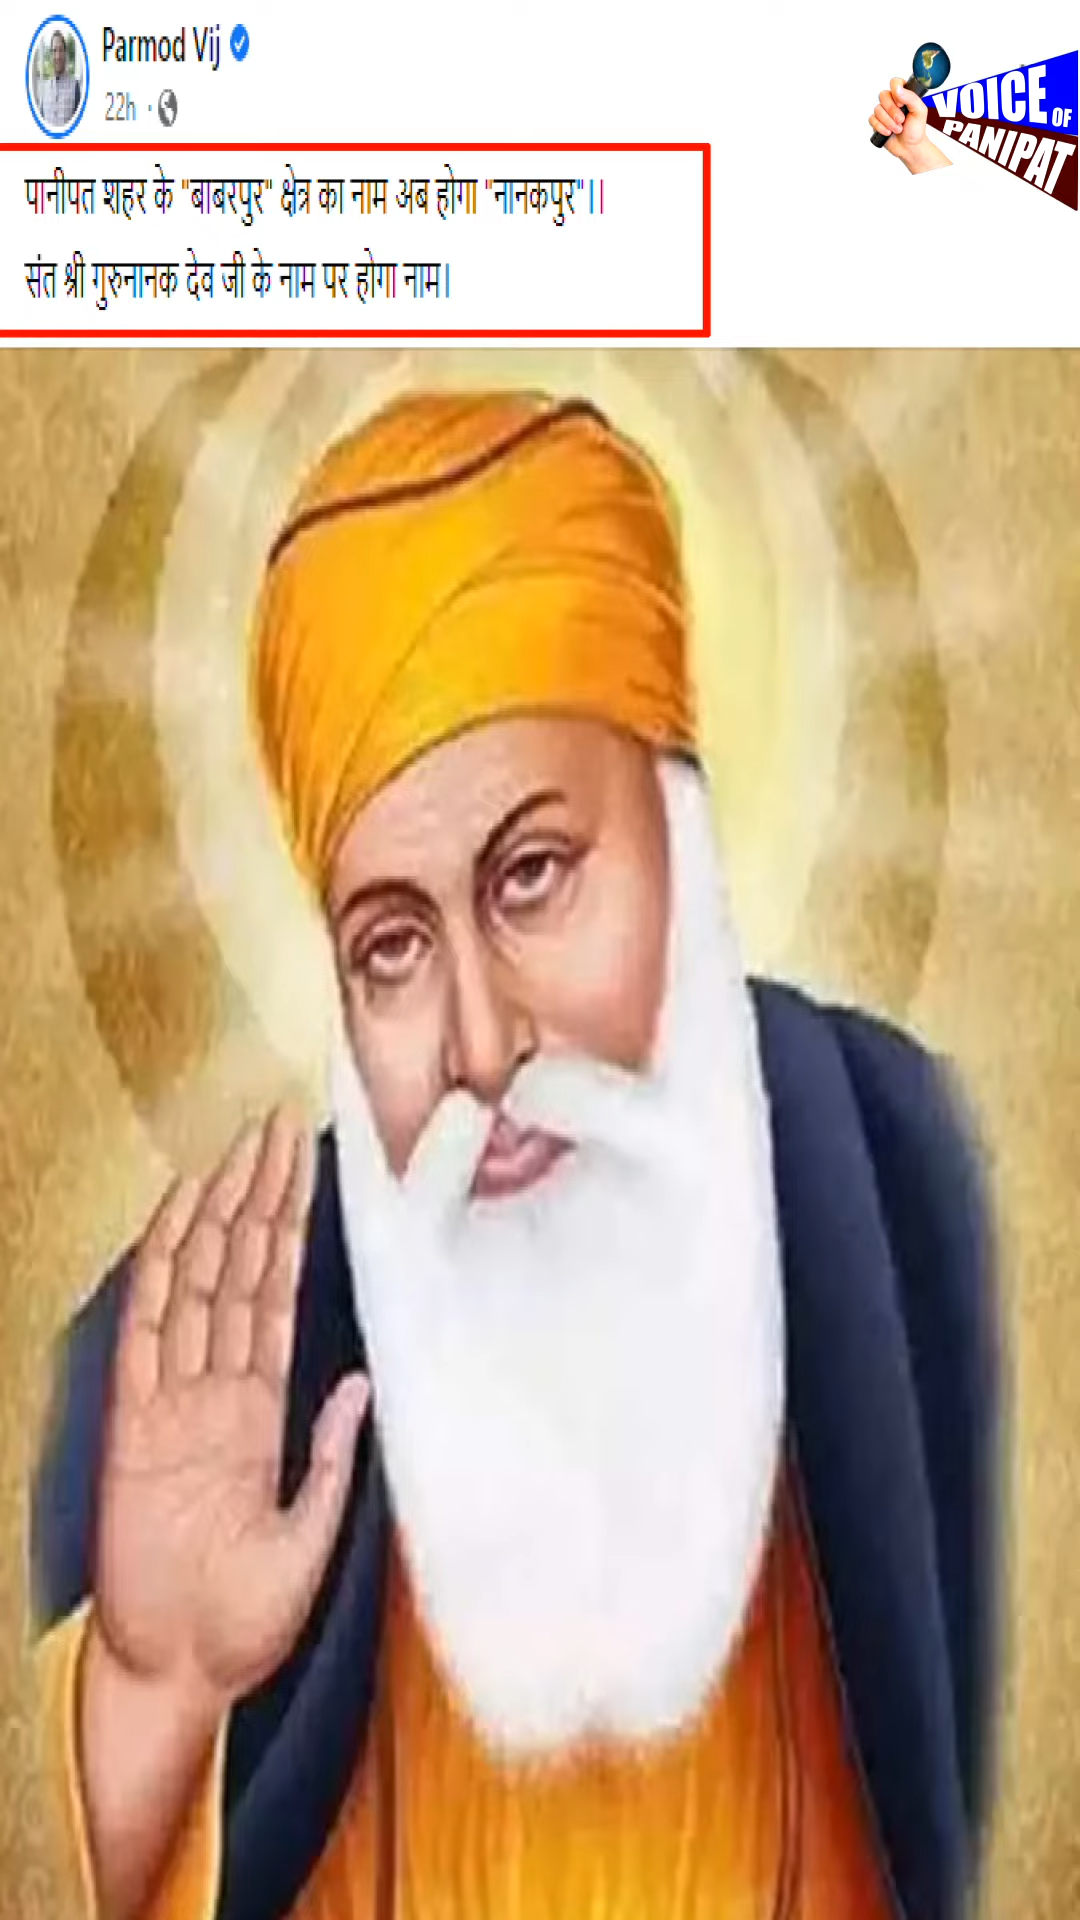 Parmod Vij
22h ·
पानीपत शहर के "बाबरपुर" क्षेत्र का नाम अब होगा "नानकपुर"।।
संत श्री गुरुनानक देव जी के नाम पर होगा नाम।
VOICE OF
PANIPAT